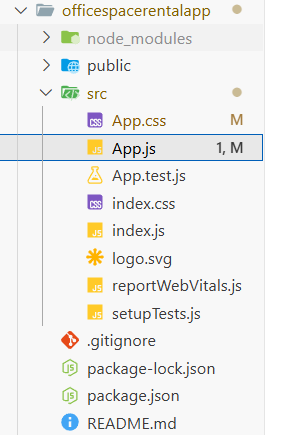 officespacerentalapp
node_modules
public
src
App.css M
App.js 1, M
App.test.js
index.css
index.js
logo.svg
reportWebVitals.js
setupTests.js
.gitignore
package-lock.json
package.json
README.md